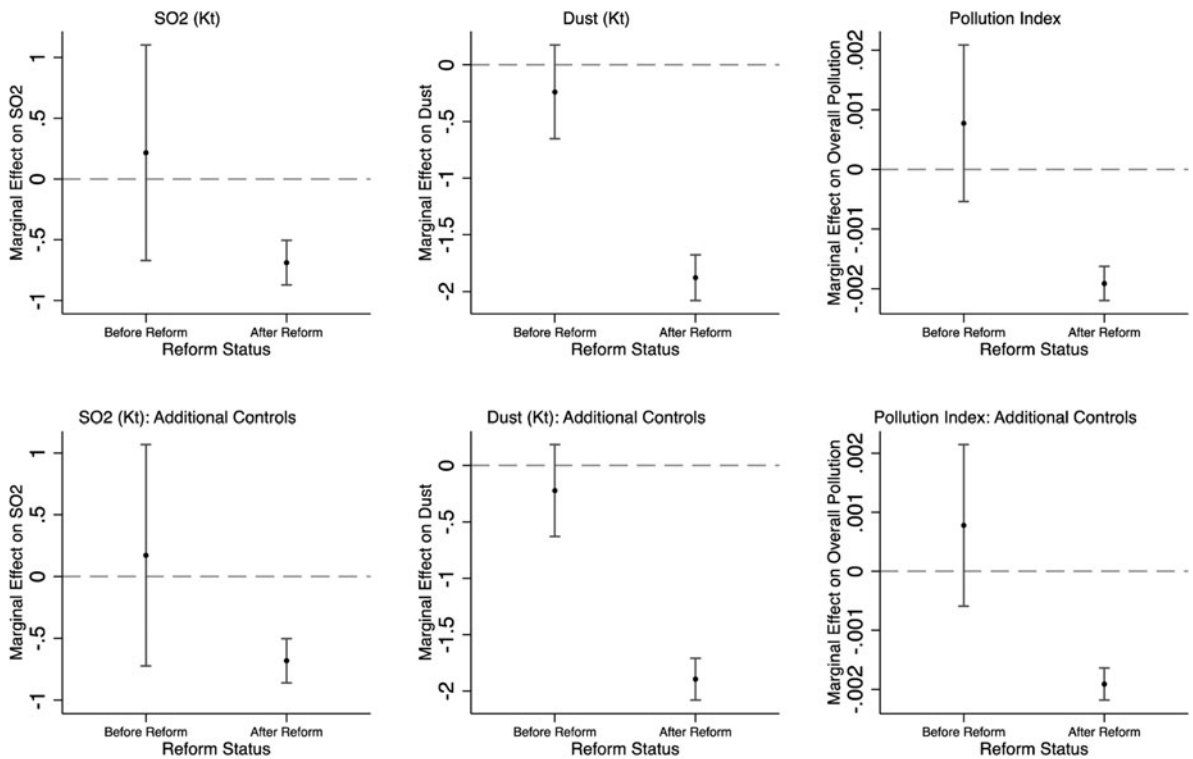 SO2 (Kt)
Marginal Effect on SO2
1
.5
0
-.5
-1
Before Reform
After Reform
Reform Status
Dust (Kt)
Marginal Effect on Dust
0
-.5
-1
-1.5
-2
Before Reform
After Reform
Reform Status
Pollution Index
Marginal Effect on Overall Pollution
.002
.001
0
-.001
-.002
Before Reform
After Reform
Reform Status
SO2 (Kt): Additional Controls
Marginal Effect on SO2
1
.5
0
-.5
-1
Before Reform
After Reform
Reform Status
Dust (Kt): Additional Controls
Marginal Effect on Dust
0
-.5
-1
-1.5
-2
Before Reform
After Reform
Reform Status
Pollution Index: Additional Controls
Marginal Effect on Overall Pollution
.002
.001
0
-.001
-.002
Before Reform
After Reform
Reform Status